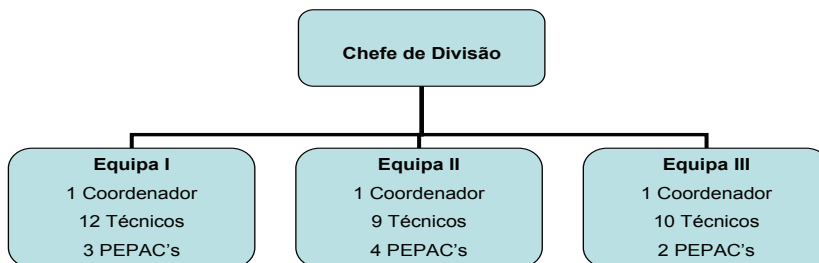 Chefe de Divisão
Equipa I
1 Coordenador
12 Técnicos
3 PEPAC's
Equipa II
1 Coordenador
9 Técnicos
4 PEPAC's
Equipa III
1 Coordenador
10 Técnicos
2 PEPAC's